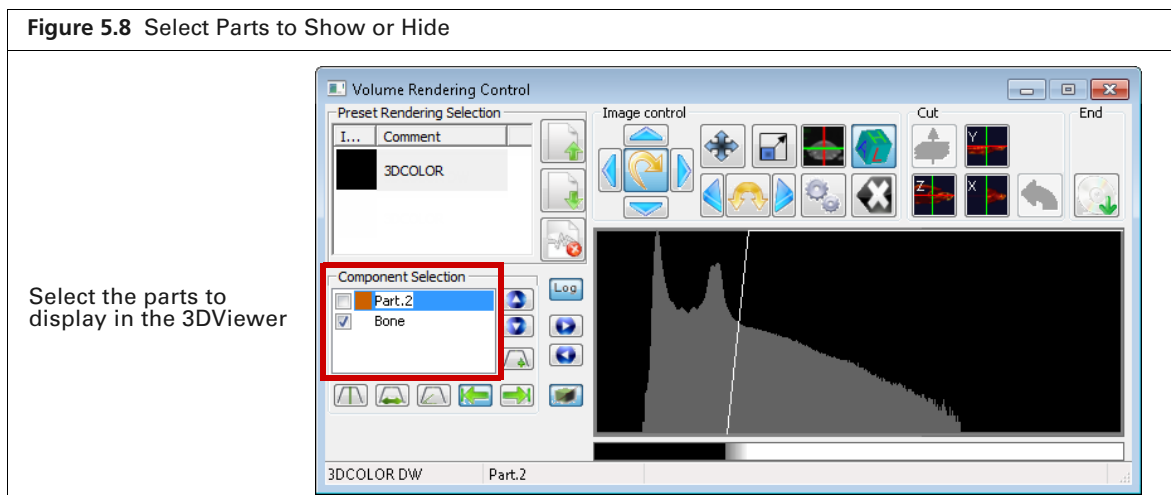 Figure 5.8 Select Parts to Show or Hide
Volume Rendering Control
Preset Rendering Selection
I... Comment
3DCOLOR
Image control
Cut
End
Y
H
L
Z
X
Select the parts to
display in the 3DViewer
Component Selection
Part.2
Bone
Log
3DCOLOR DW Part.2